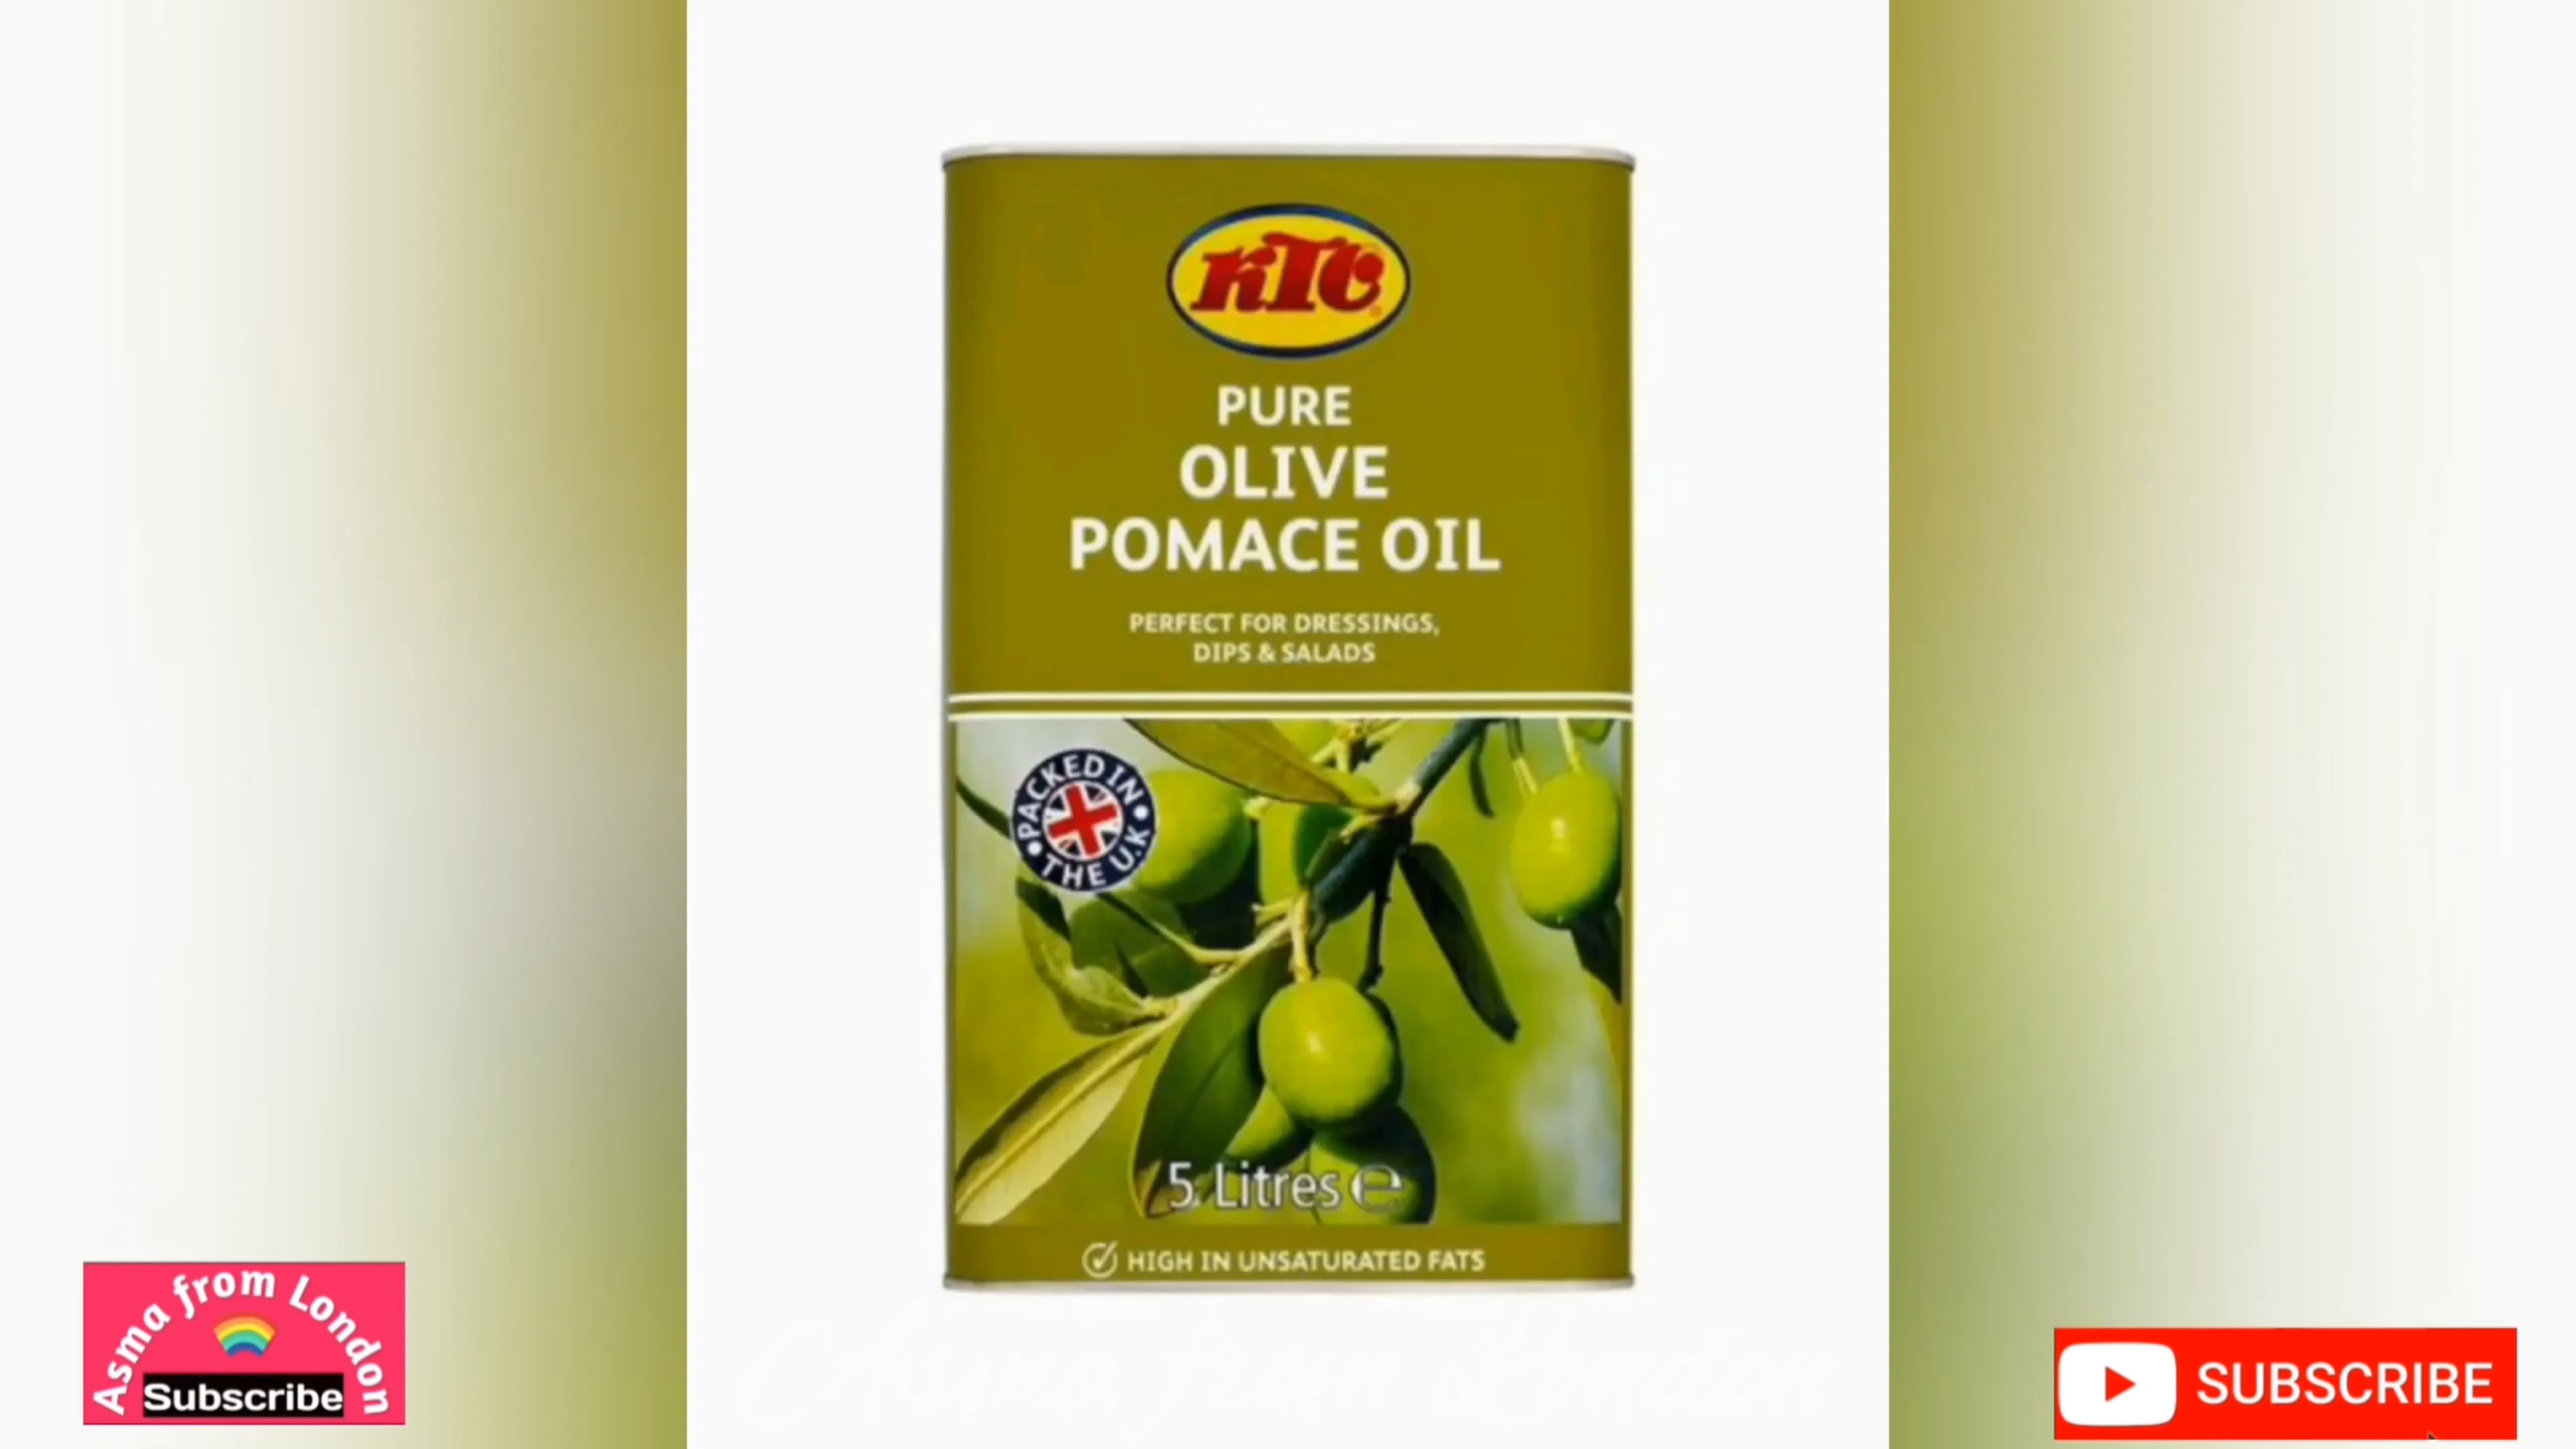 KTC
PURE
OLIVE
POMACE OIL
PERFECT FOR DRESSINGS,
DIPS & SALADS
PACKED IN
THE U.K
5 Litres e
HIGH IN UNSATURATED FATS
Asma from London
Subscribe
SUBSCRIBE